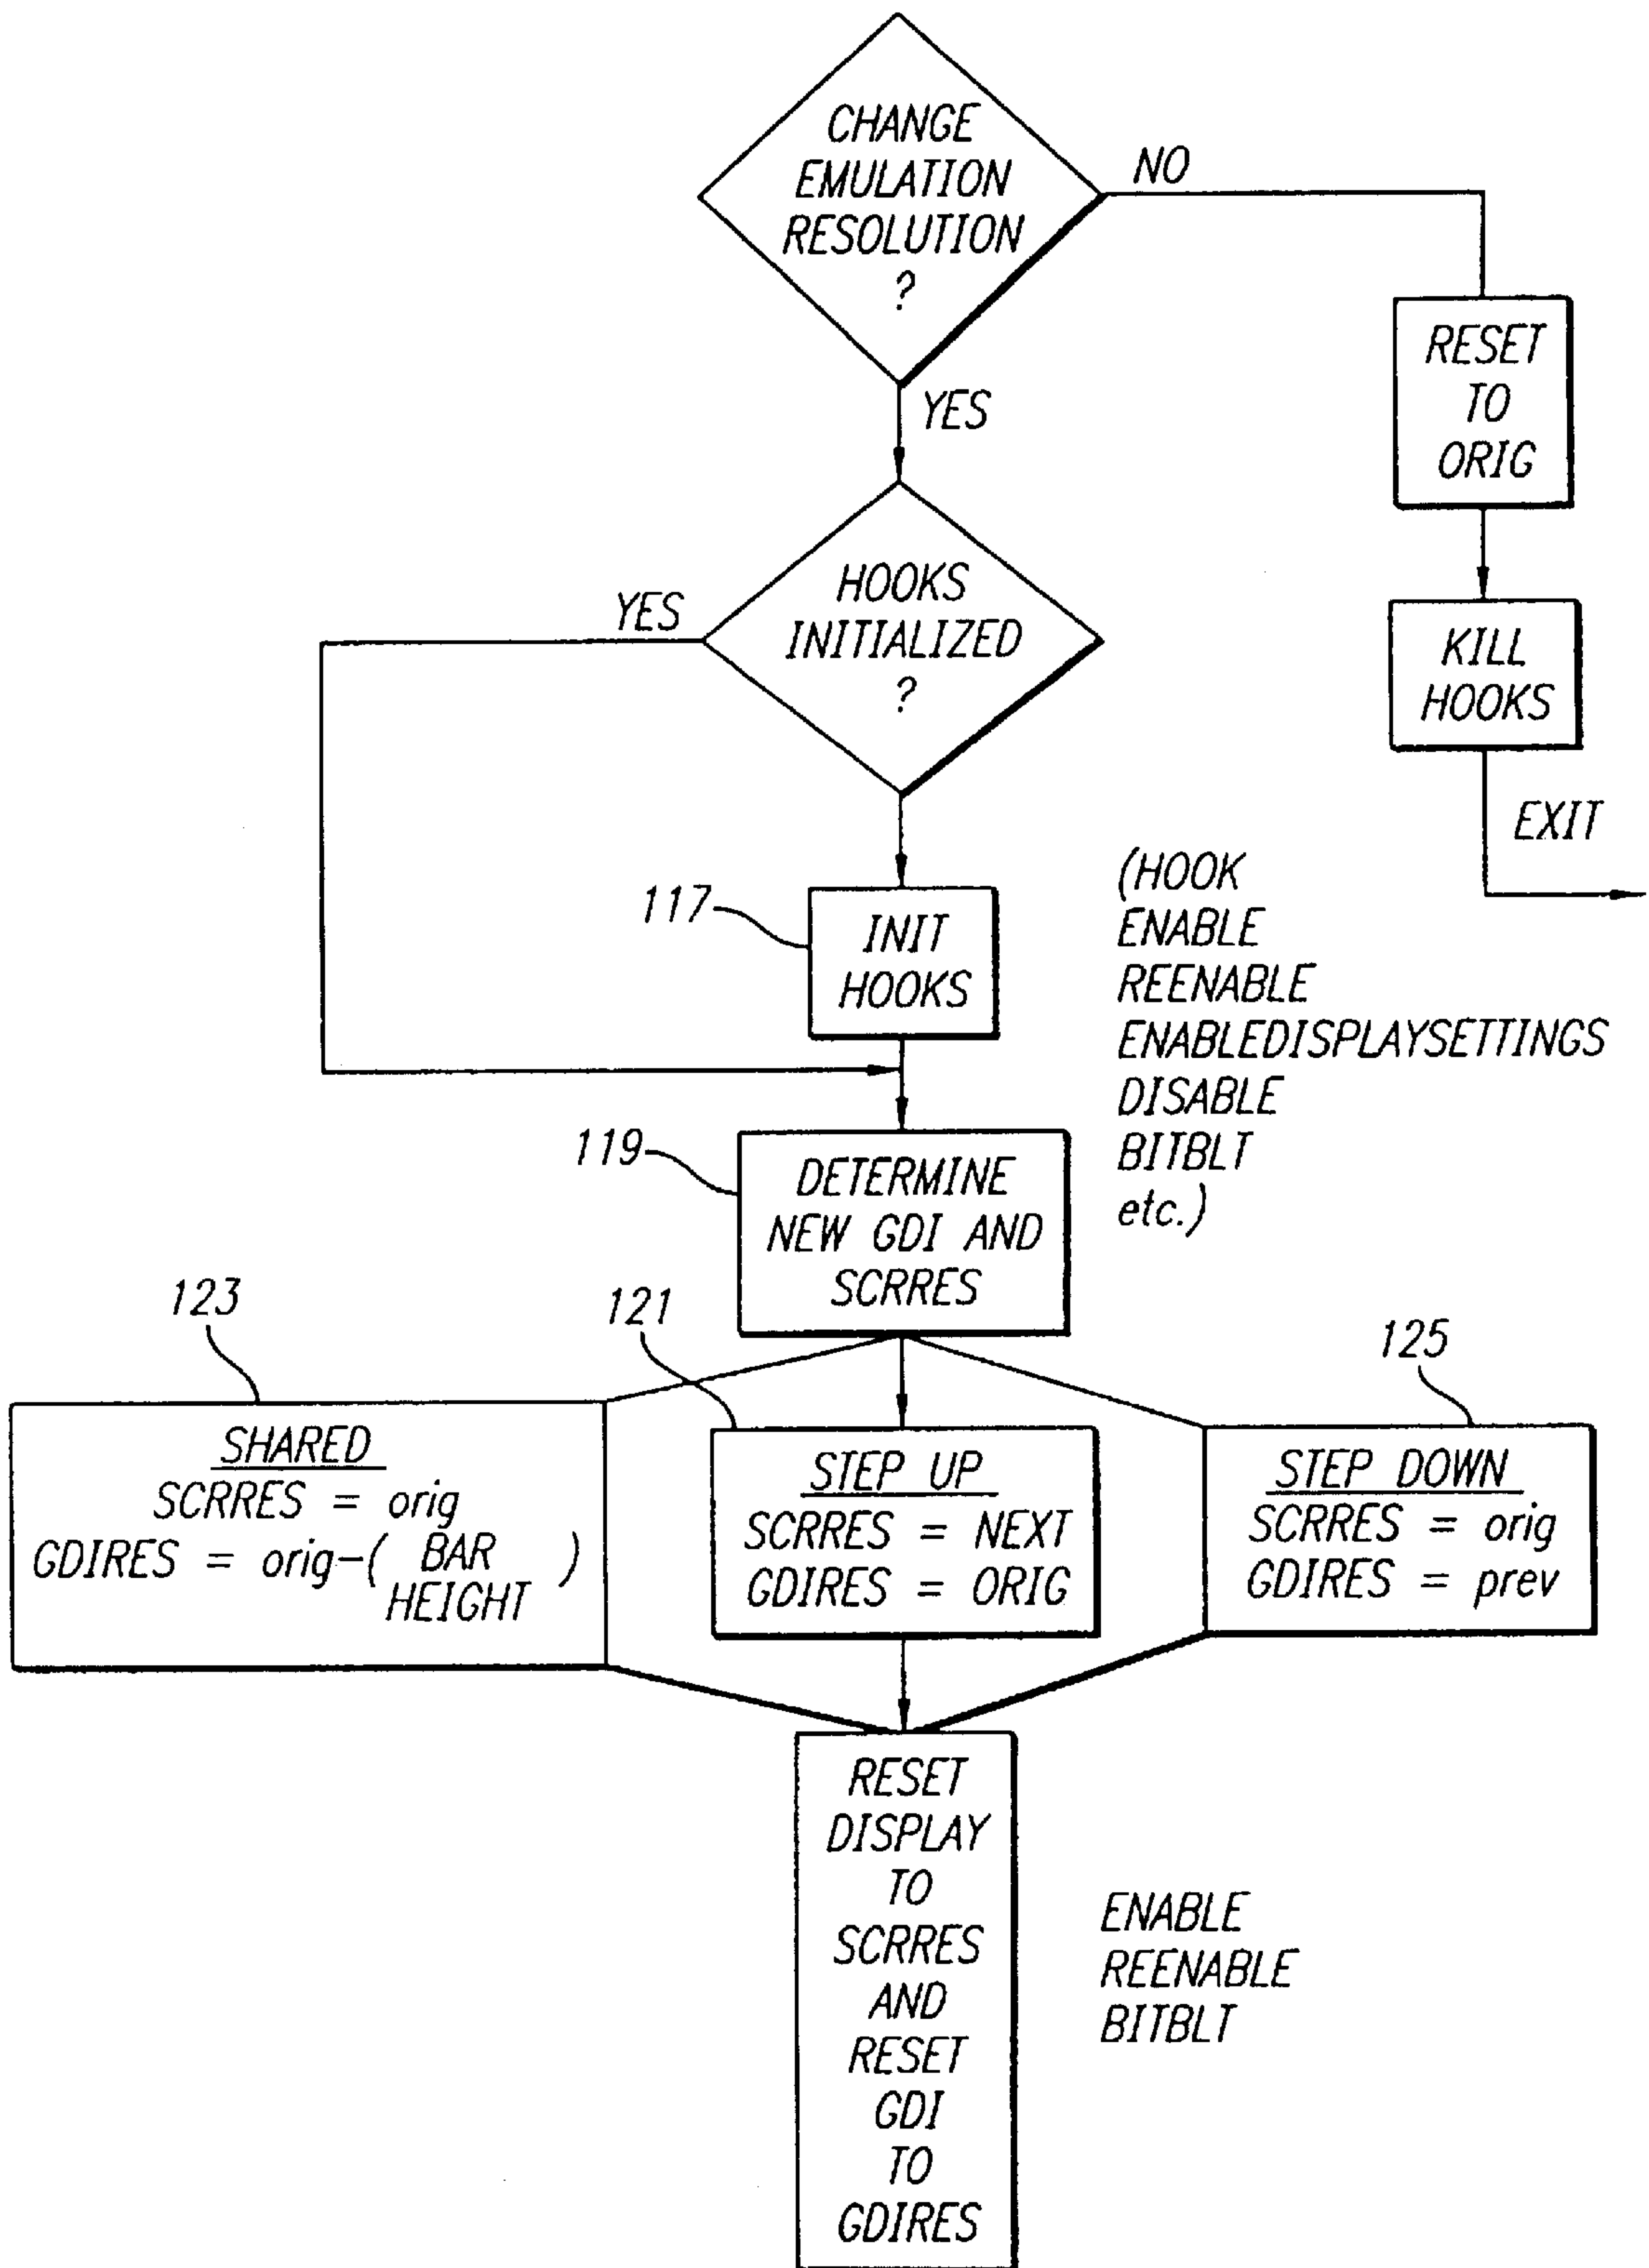 CHANGE
EMULATION
RESOLUTION
?
NO
YES
RESET
TO
ORIG
HOOKS
INITIALIZED
?
YES
KILL
HOOKS
EXIT
117
INIT
HOOKS
(HOOK
ENABLE
REENABLE
ENABLEDISPLAYSETTINGS
DISABLE
BITBLT
etc.)
119
DETERMINE
NEW GDI AND
SCRRES
123
SHARED
SCRRES = orig
GDIRES = orig-( BAR )
HEIGHT
121
STEP UP
SCRRES = NEXT
GDIRES = ORIG
125
STEP DOWN
SCRRES = orig
GDIRES = prev
RESET
DISPLAY
TO
SCRRES
AND
RESET
GDI
TO
GDIRES
ENABLE
REENABLE
BITBLT